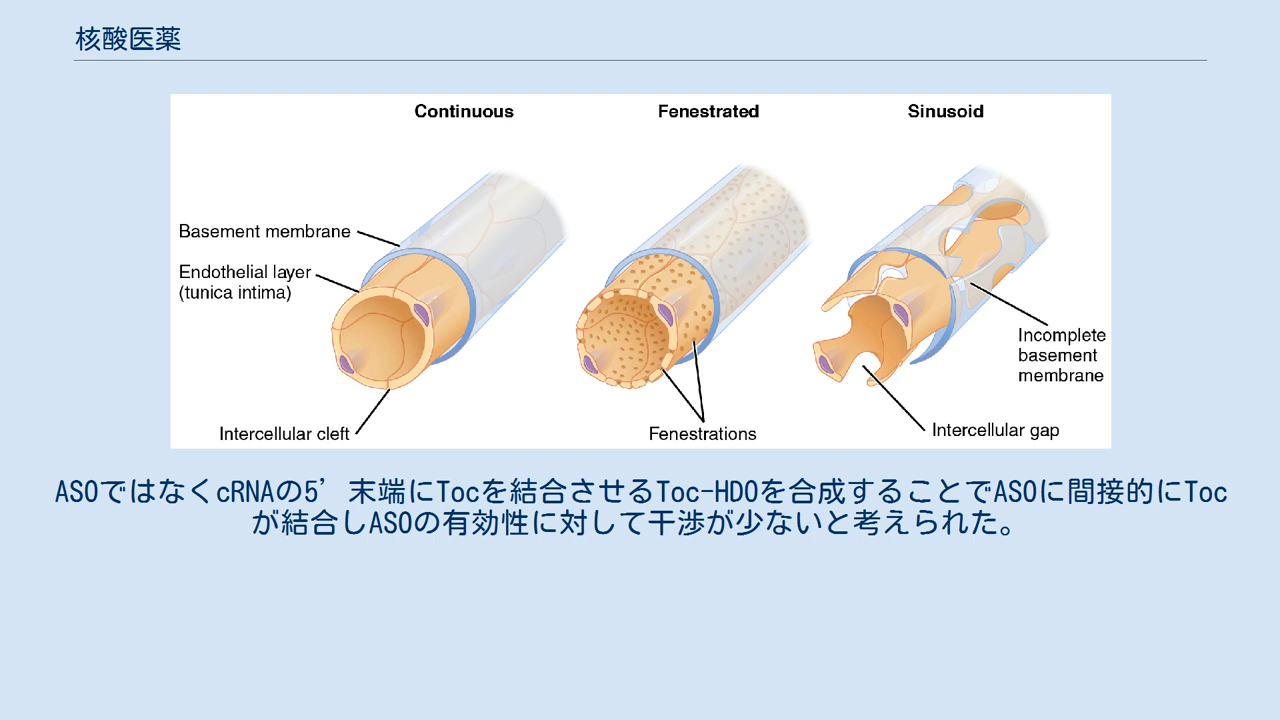 核酸医薬
Continuous
Fenestrated
Sinusoid
Basement membrane
Endothelial layer
(tunica intima)
Incomplete
basement
membrane
Intercellular cleft
Fenestrations
Intercellular gap
ASOではなくcRNAの5’末端にTocを結合させるToc-HDOを合成することでASOに間接的にToc
が結合しASOの有効性に対して干渉が少ないと考えられた。